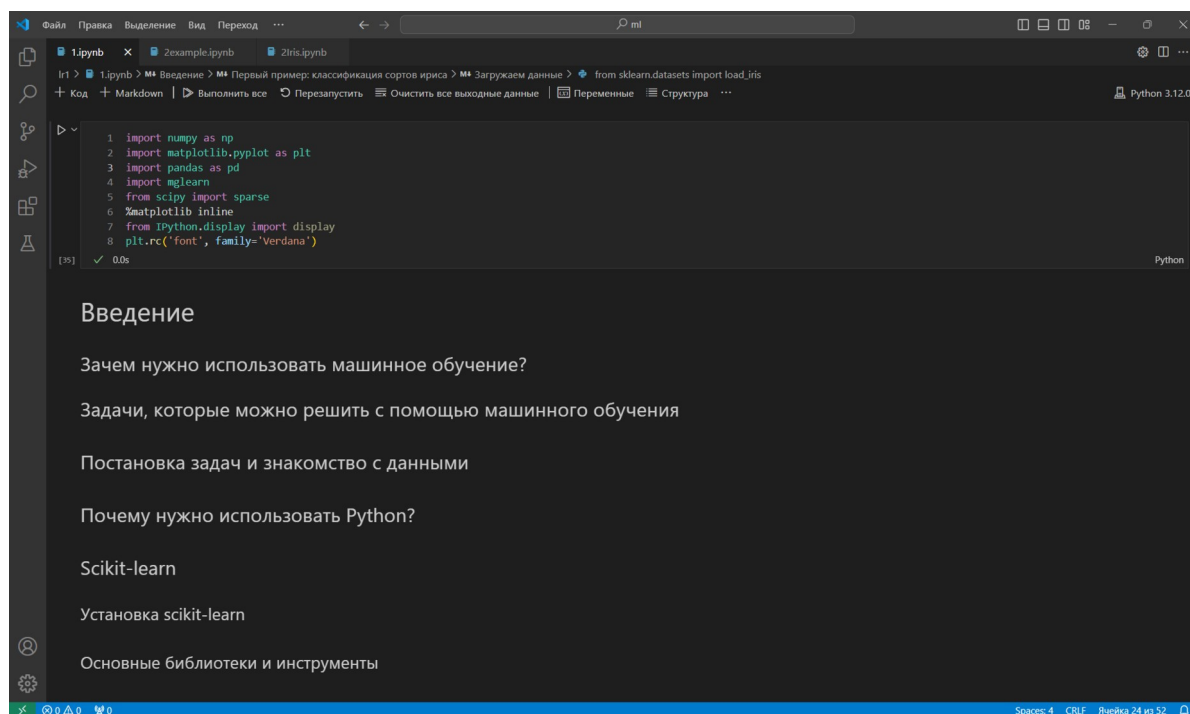 Файл Правка Выделение Вид Переход ··· ml
1.ipynb 2example.ipynb 2Iris.ipynb
lr1 > 1.ipynb > M+ Введение > M+ Первый пример: классификация сортов ириса > M+ Загружаем данные > from sklearn.datasets import load_iris
+ Код + Markdown | Выполнить все Перезапустить Очистить все выходные данные | Переменные Структура ··· Python 3.12.0
1 import numpy as np
2 import matplotlib.pyplot as plt
3 import pandas as pd
4 import mglearn
5 from scipy import sparse
6 %matplotlib inline
7 from IPython.display import display
8 plt.rc('font', family='Verdana')
[35] ✓ 0.0s Python
Введение
Зачем нужно использовать машинное обучение?
Задачи, которые можно решить с помощью машинного обучения
Постановка задач и знакомство с данными
Почему нужно использовать Python?
Scikit-learn
Установка scikit-learn
Основные библиотеки и инструменты
0 0 0 Spaces: 4 CRLF Ячейка 24 из 52